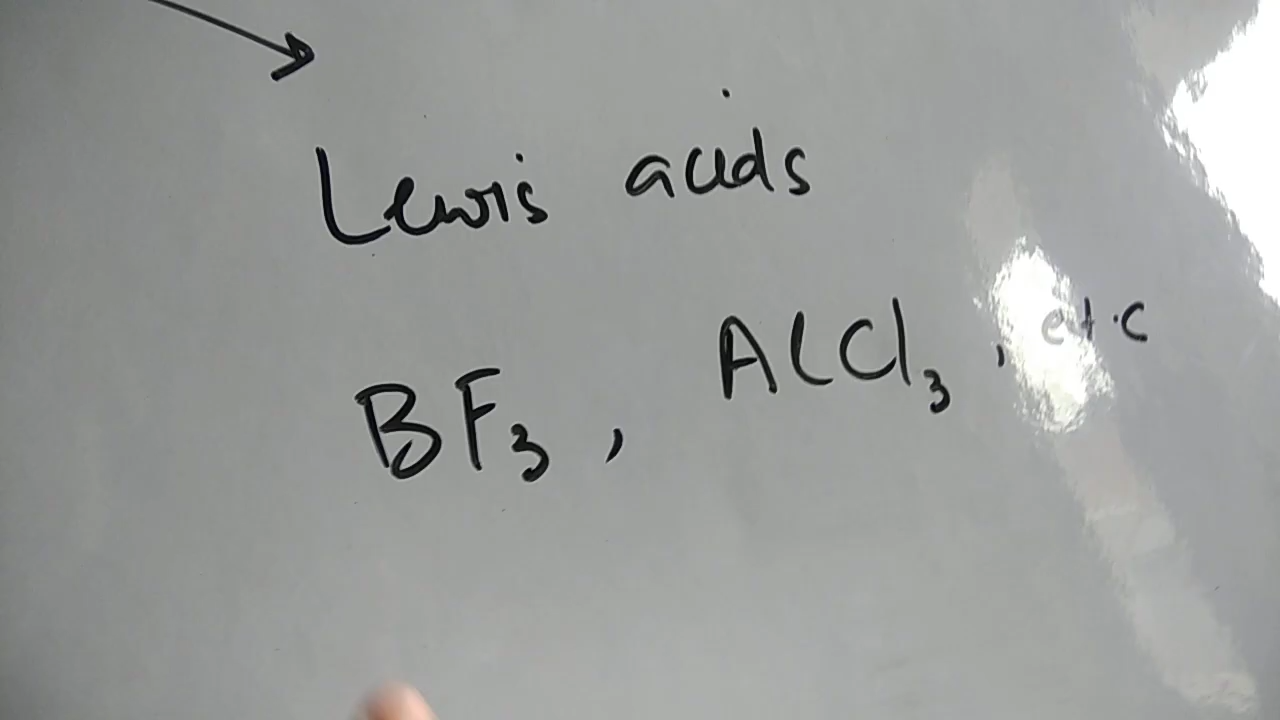 Lewis acids
BF₃, AlCl₃, etc